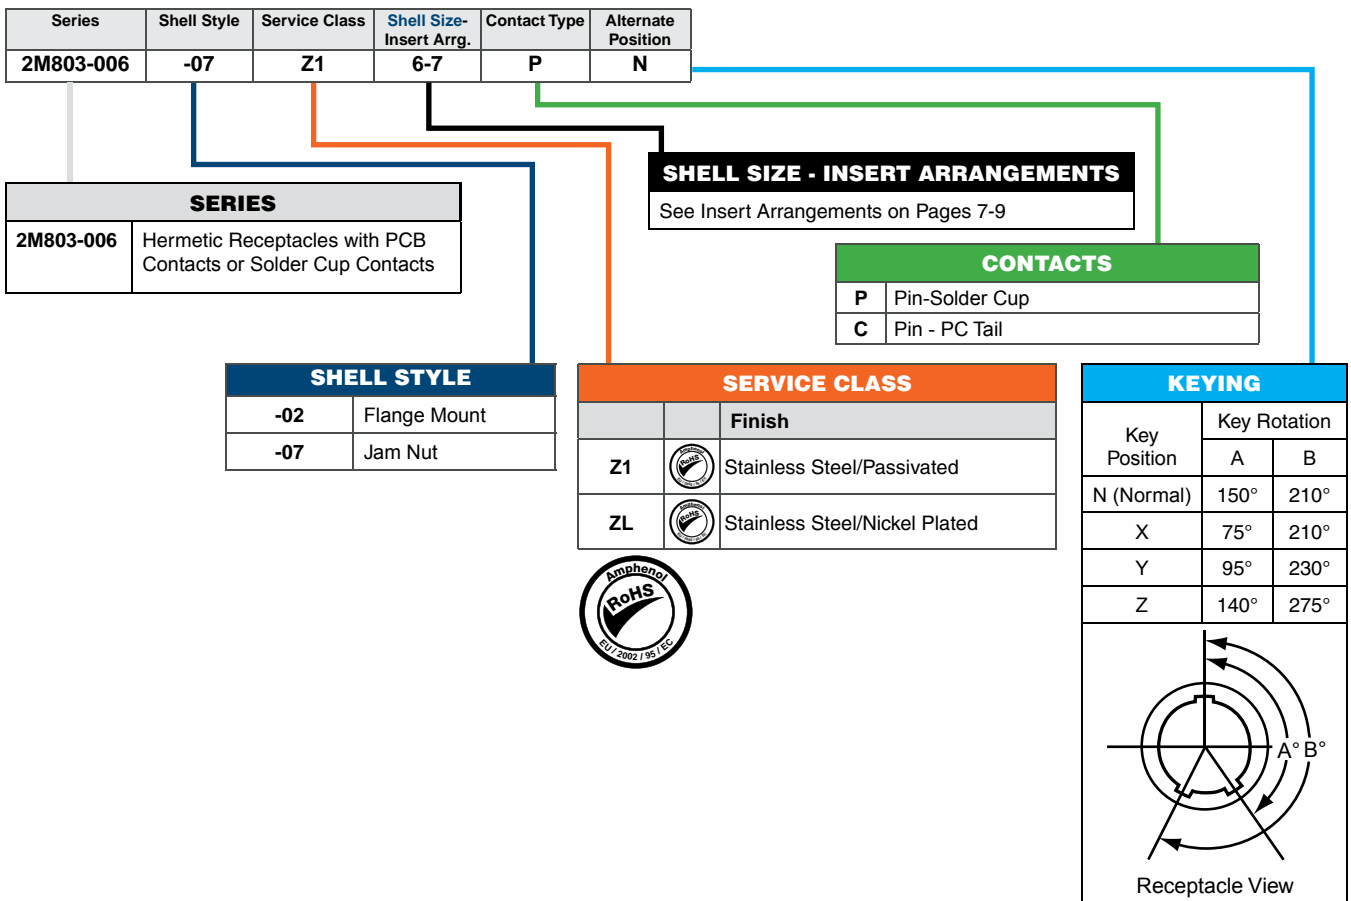 Series Shell Style Service Class Shell Size- Contact Type Alternate
Insert Arrg. Position
2M803-006 -07 Z1 6-7 P N
SHELL SIZE - INSERT ARRANGEMENTS
See Insert Arrangements on Pages 7-9
SERIES
2M803-006 Hermetic Receptacles with PCB
Contacts or Solder Cup Contacts
CONTACTS
P Pin-Solder Cup
C Pin - PC Tail
SHELL STYLE
-02 Flange Mount
-07 Jam Nut
SERVICE CLASS
Finish
Z1 Amphenol RoHS Stainless Steel/Passivated
ZL Amphenol RoHS Stainless Steel/Nickel Plated
Amphenol
RoHS
EU / 2002 / 95 / EC
KEYING
Key Position Key Rotation
A B
N (Normal) 150° 210°
X 75° 210°
Y 95° 230°
Z 140° 275°
A° B°
Receptacle View